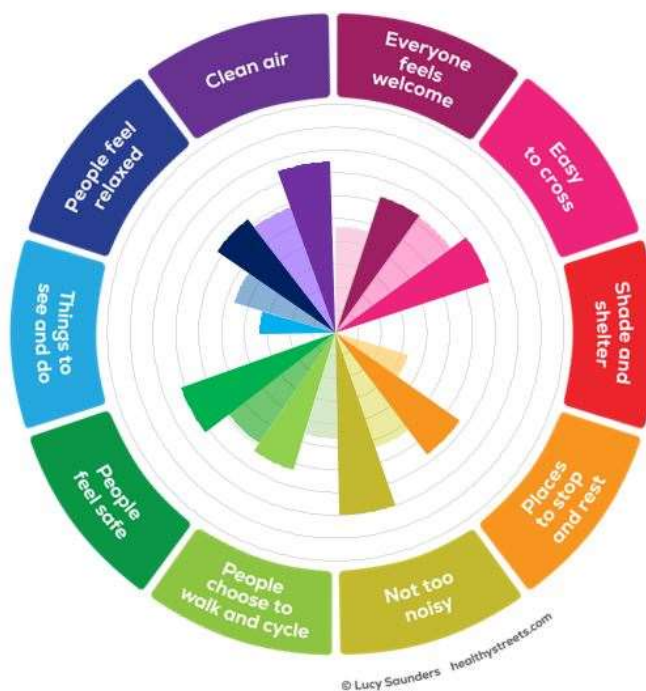 Clean air
Everyone
feels
welcome
Easy
to cross
Shade and
shelter
Places
to stop
and rest
Not too
noisy
People
choose to
walk and cycle
People
feel safe
Things to
see and do
People feel
relaxed
© Lucy Saunders healthystreets.com